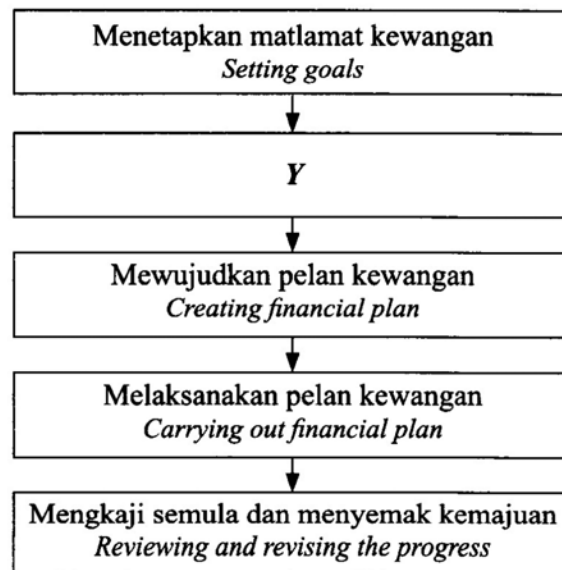 Menetapkan matlamat kewangan
Setting goals
Y
Mewujudkan pelan kewangan
Creating financial plan
Melaksanakan pelan kewangan
Carrying out financial plan
Mengkaji semula dan menyemak kemajuan
Reviewing and revising the progress